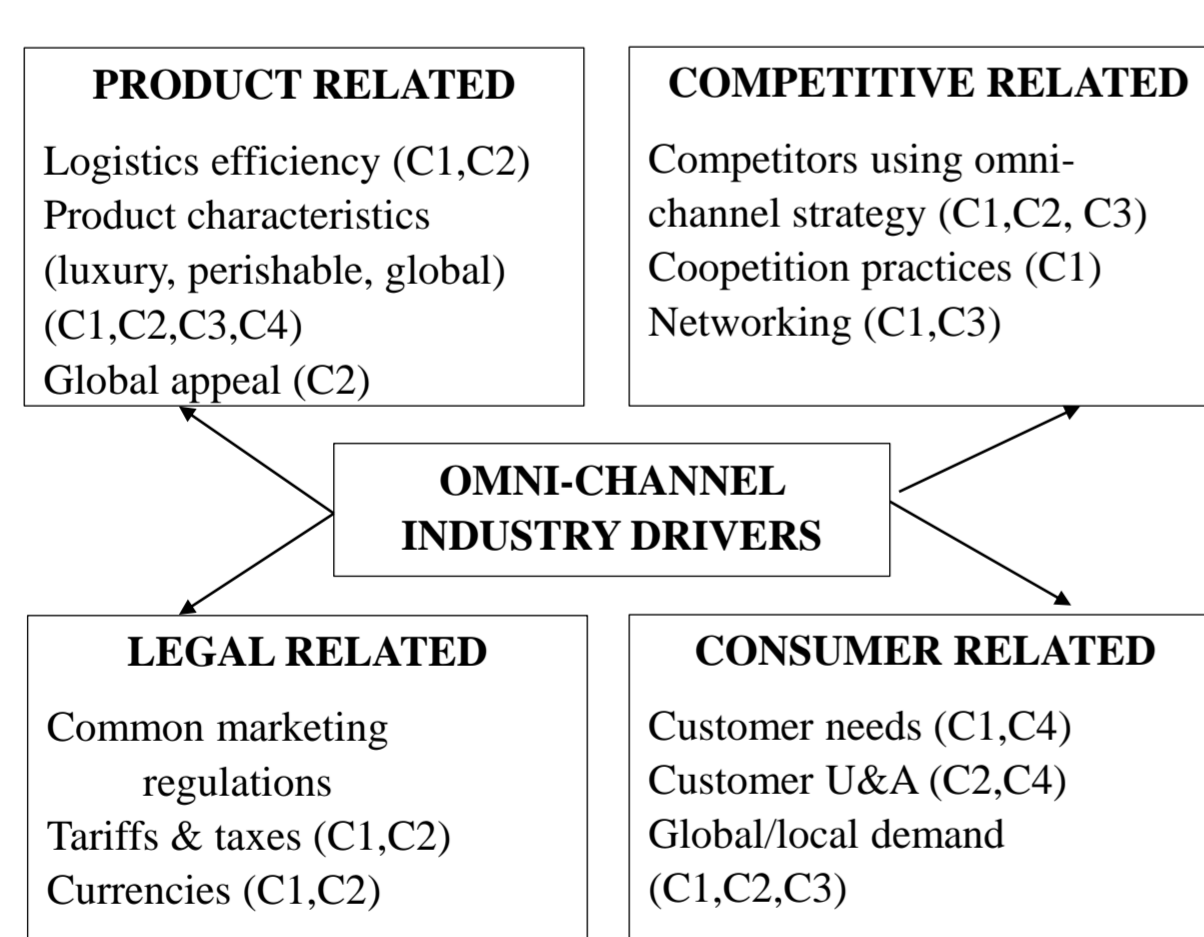 PRODUCT RELATED
Logistics efficiency (C1,C2)
Product characteristics
(luxury, perishable, global)
(C1,C2,C3,C4)
Global appeal (C2)
COMPETITIVE RELATED
Competitors using omni-
channel strategy (C1,C2, C3)
Coopetition practices (C1)
Networking (C1,C3)
OMNI-CHANNEL
INDUSTRY DRIVERS
LEGAL RELATED
Common marketing
regulations
Tariffs & taxes (C1,C2)
Currencies (C1,C2)
CONSUMER RELATED
Customer needs (C1,C4)
Customer U&A (C2,C4)
Global/local demand
(C1,C2,C3)